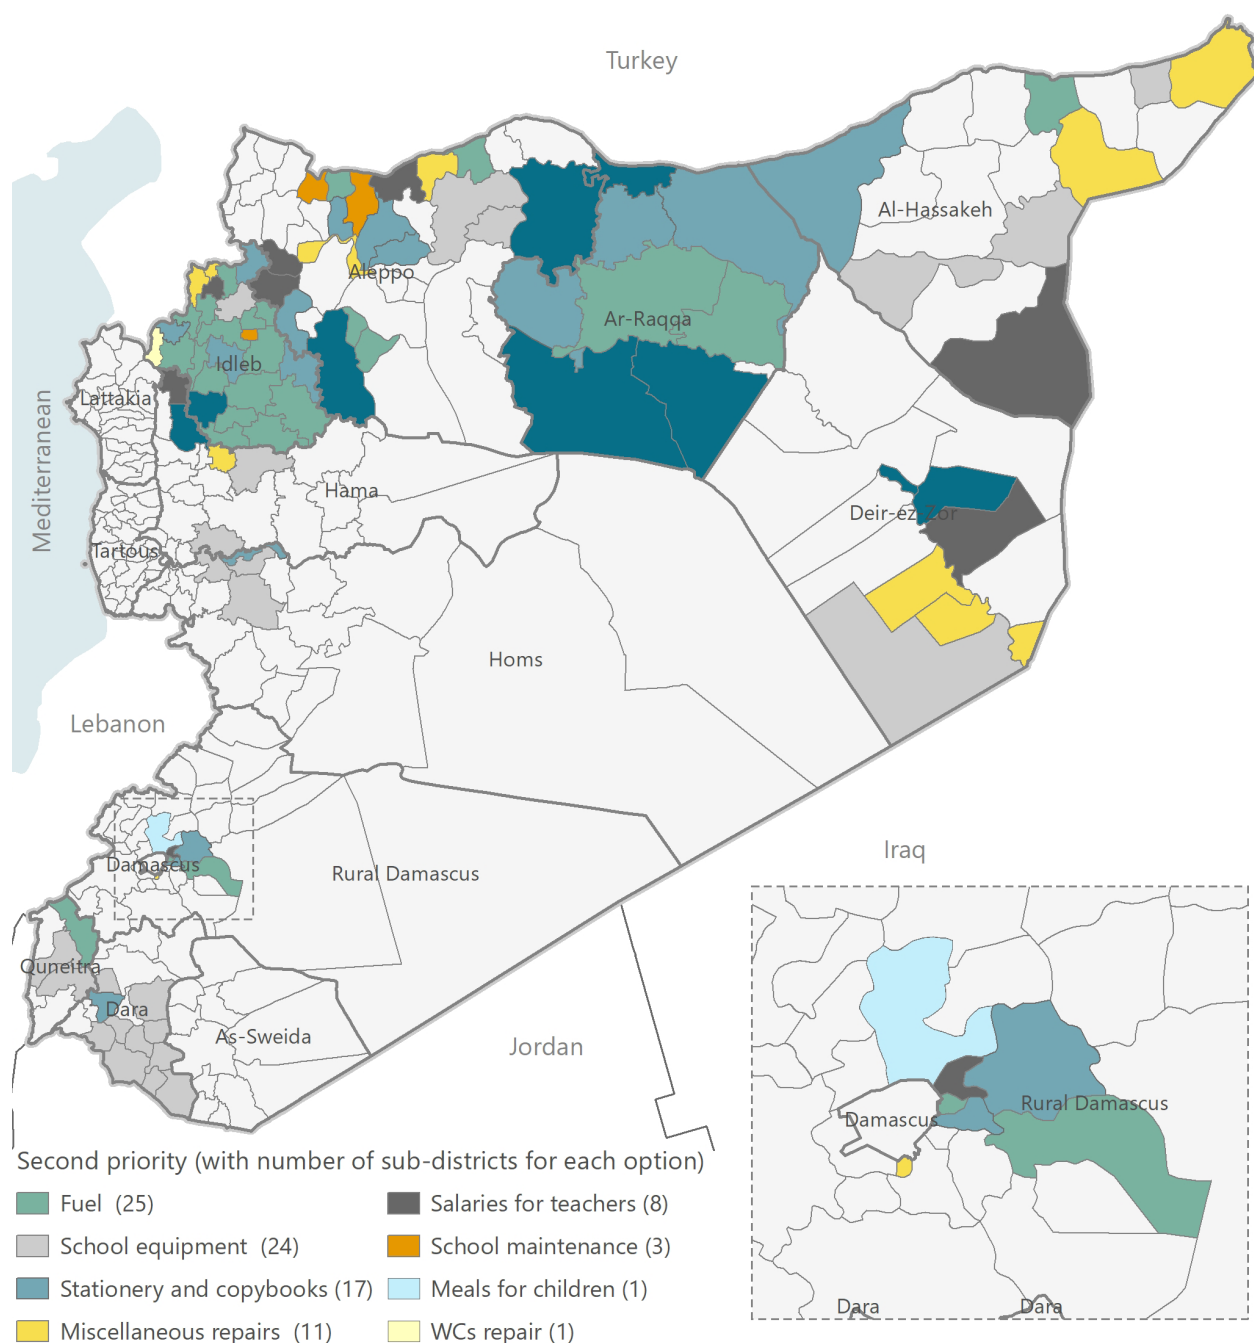 Turkey
Al-Hassakeh
Aleppo
Ar-Raqqa
Idleb
Lattakia
Mediterranean
Hama
Deir-ez-Zor
Tartous
Homs
Lebanon
Iraq
Damascus
Rural Damascus
Quneitra
Dara
As-Sweida
Jordan
Rural Damascus
Damascus
Dara
Dara
Second priority (with number of sub-districts for each option)
Fuel (25)
Salaries for teachers (8)
School equipment (24)
School maintenance (3)
Stationery and copybooks (17)
Meals for children (1)
Miscellaneous repairs (11)
WCs repair (1)